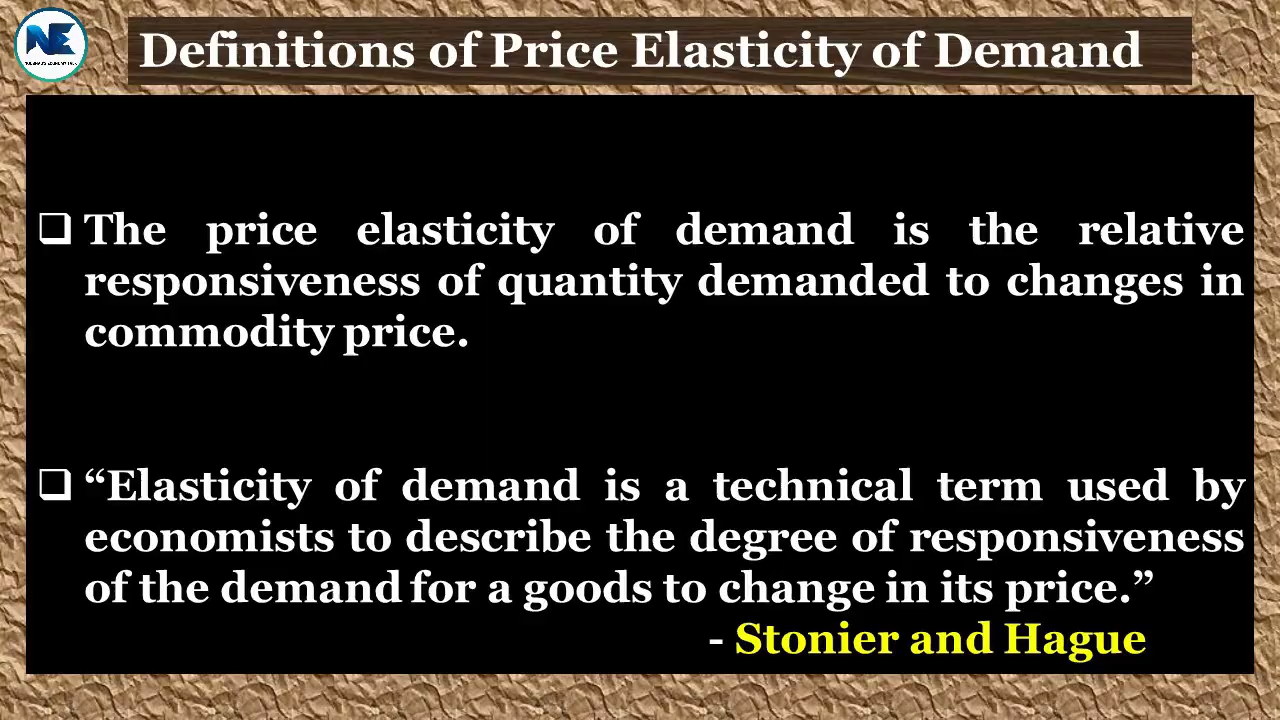 Definitions of Price Elasticity of Demand
NE
❑ The price elasticity of demand is the relative
responsiveness of quantity demanded to changes in
commodity price.
❑ “Elasticity of demand is a technical term used by
economists to describe the degree of responsiveness
of the demand for a goods to change in its price.”
- Stonier and Hague